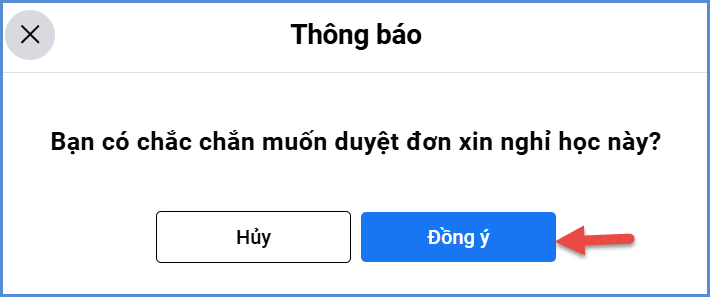 Thông báo
Bạn có chắc chắn muốn duyệt đơn xin nghỉ học này?
Hủy
Đồng ý